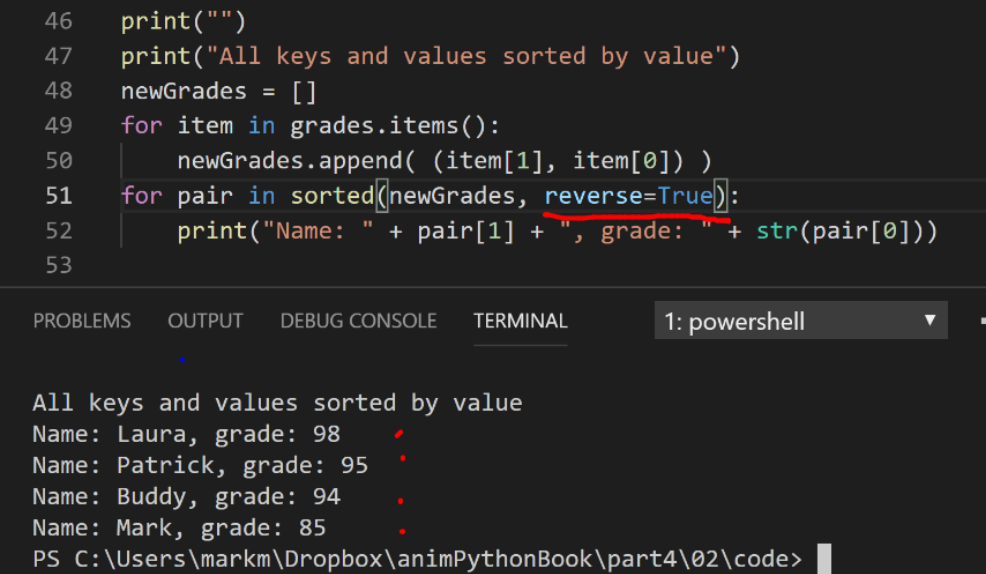 46 print("")
47 print("All keys and values sorted by value")
48 newGrades = []
49 for item in grades.items():
50     newGrades.append( (item[1], item[0]) )
51 for pair in sorted(newGrades, reverse=True):
52     print("Name: " + pair[1] + ", grade: " + str(pair[0]))
53
PROBLEMS OUTPUT DEBUG CONSOLE TERMINAL 1: powershell
All keys and values sorted by value
Name: Laura, grade: 98
Name: Patrick, grade: 95
Name: Buddy, grade: 94
Name: Mark, grade: 85
PS C:\Users\markm\Dropbox\animPythonBook\part4\02\code>